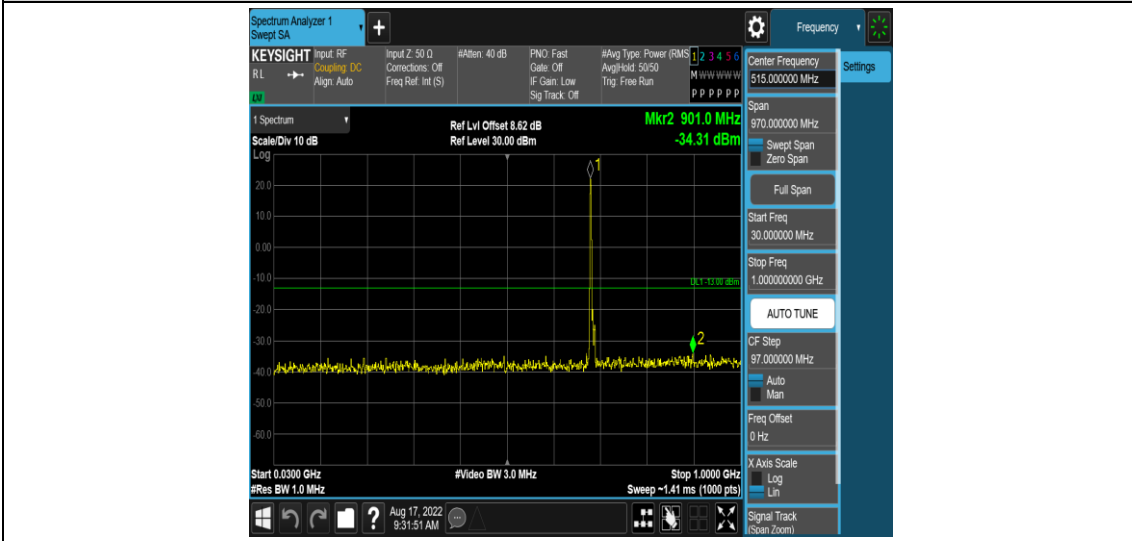 Spectrum Analyzer 1
Swept SA
+
Frequency
KEYSIGHT
RL
Input: RF
Coupling: DC
Align: Auto
Input Z: 50 Ω
Corrections: Off
Freq Ref: Int (S)
#Atten: 40 dB
PNO: Fast
Gate: Off
IF Gain: Low
Sig Track: Off
#Avg Type: Power (RMS
Avg|Hold: 50/50
Trig: Free Run
1 2 3 4 5 6
M W W W W W
P P P P P P
1 Spectrum
Scale/Div 10 dB
Ref Lvl Offset 8.62 dB
Ref Level 30.00 dBm
Mkr2 901.0 MHz
-34.31 dBm
Log
20.0
10.0
0.00
-10.0
-20.0
-30.0
-40.0
-50.0
-60.0
1
DL1 -13.00 dBm
2
Start 0.0300 GHz
#Res BW 1.0 MHz
#Video BW 3.0 MHz
Stop 1.0000 GHz
Sweep ~1.41 ms (1000 pts)
?
Aug 17, 2022
9:31:51 AM
Center Frequency
515.000000 MHz
Settings
Span
970.000000 MHz
Swept Span
Zero Span
Full Span
Start Freq
30.000000 MHz
Stop Freq
1.000000000 GHz
AUTO TUNE
CF Step
97.000000 MHz
Auto
Man
Freq Offset
0 Hz
X Axis Scale
Log
Lin
Signal Track
(Span Zoom)